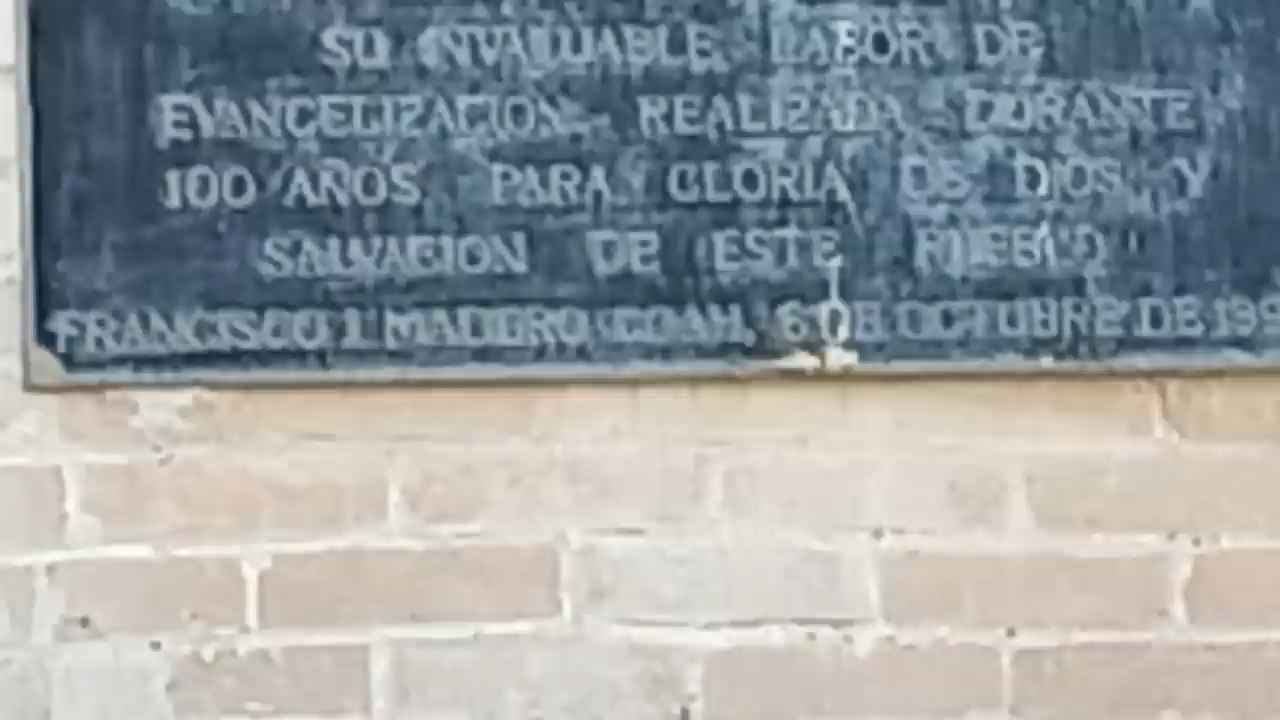 SU INVALUABLE LABOR DE
EVANGELIZACION REALIZADA DURANTE
100 AÑOS PARA GLORIA DE DIOS Y
SALVACION DE ESTE PUEBLO"
FRANCISCO I. MADERO, COAH. 6 DE OCTUBRE DE 199